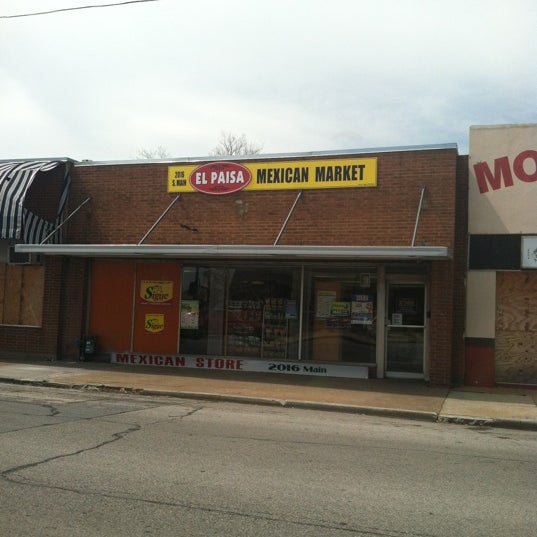 2016
S. MAIN
EL PAISA
MEXICAN MARKET
MO
Sigue
Sigue
MEXICAN STORE
2016 Main